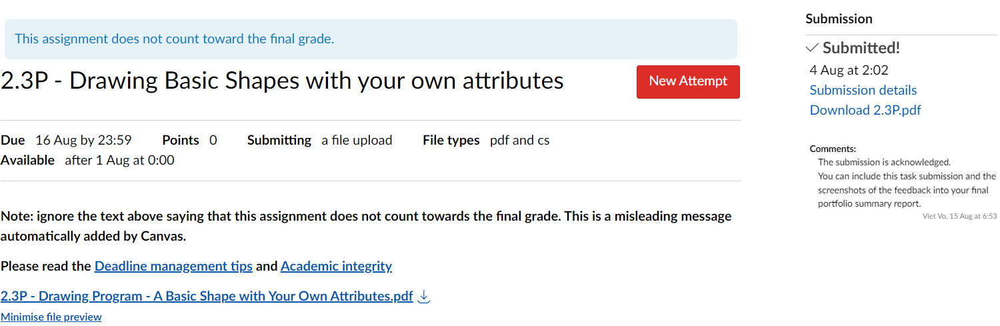 This assignment does not count toward the final grade.
2.3P - Drawing Basic Shapes with your own attributes
New Attempt
Due 16 Aug by 23:59 Points 0 Submitting a file upload File types pdf and cs
Available after 1 Aug at 0:00
Note: ignore the text above saying that this assignment does not count towards the final grade. This is a misleading message
automatically added by Canvas.
Please read the Deadline management tips and Academic integrity
2.3P - Drawing Program - A Basic Shape with Your Own Attributes.pdf
Minimise file preview
Submission
Submitted!
4 Aug at 2:02
Submission details
Download 2.3P.pdf
Comments:
The submission is acknowledged.
You can include this task submission and the
screenshots of the feedback into your final
portfolio summary report.
Viet Vo, 15 Aug at 6:53